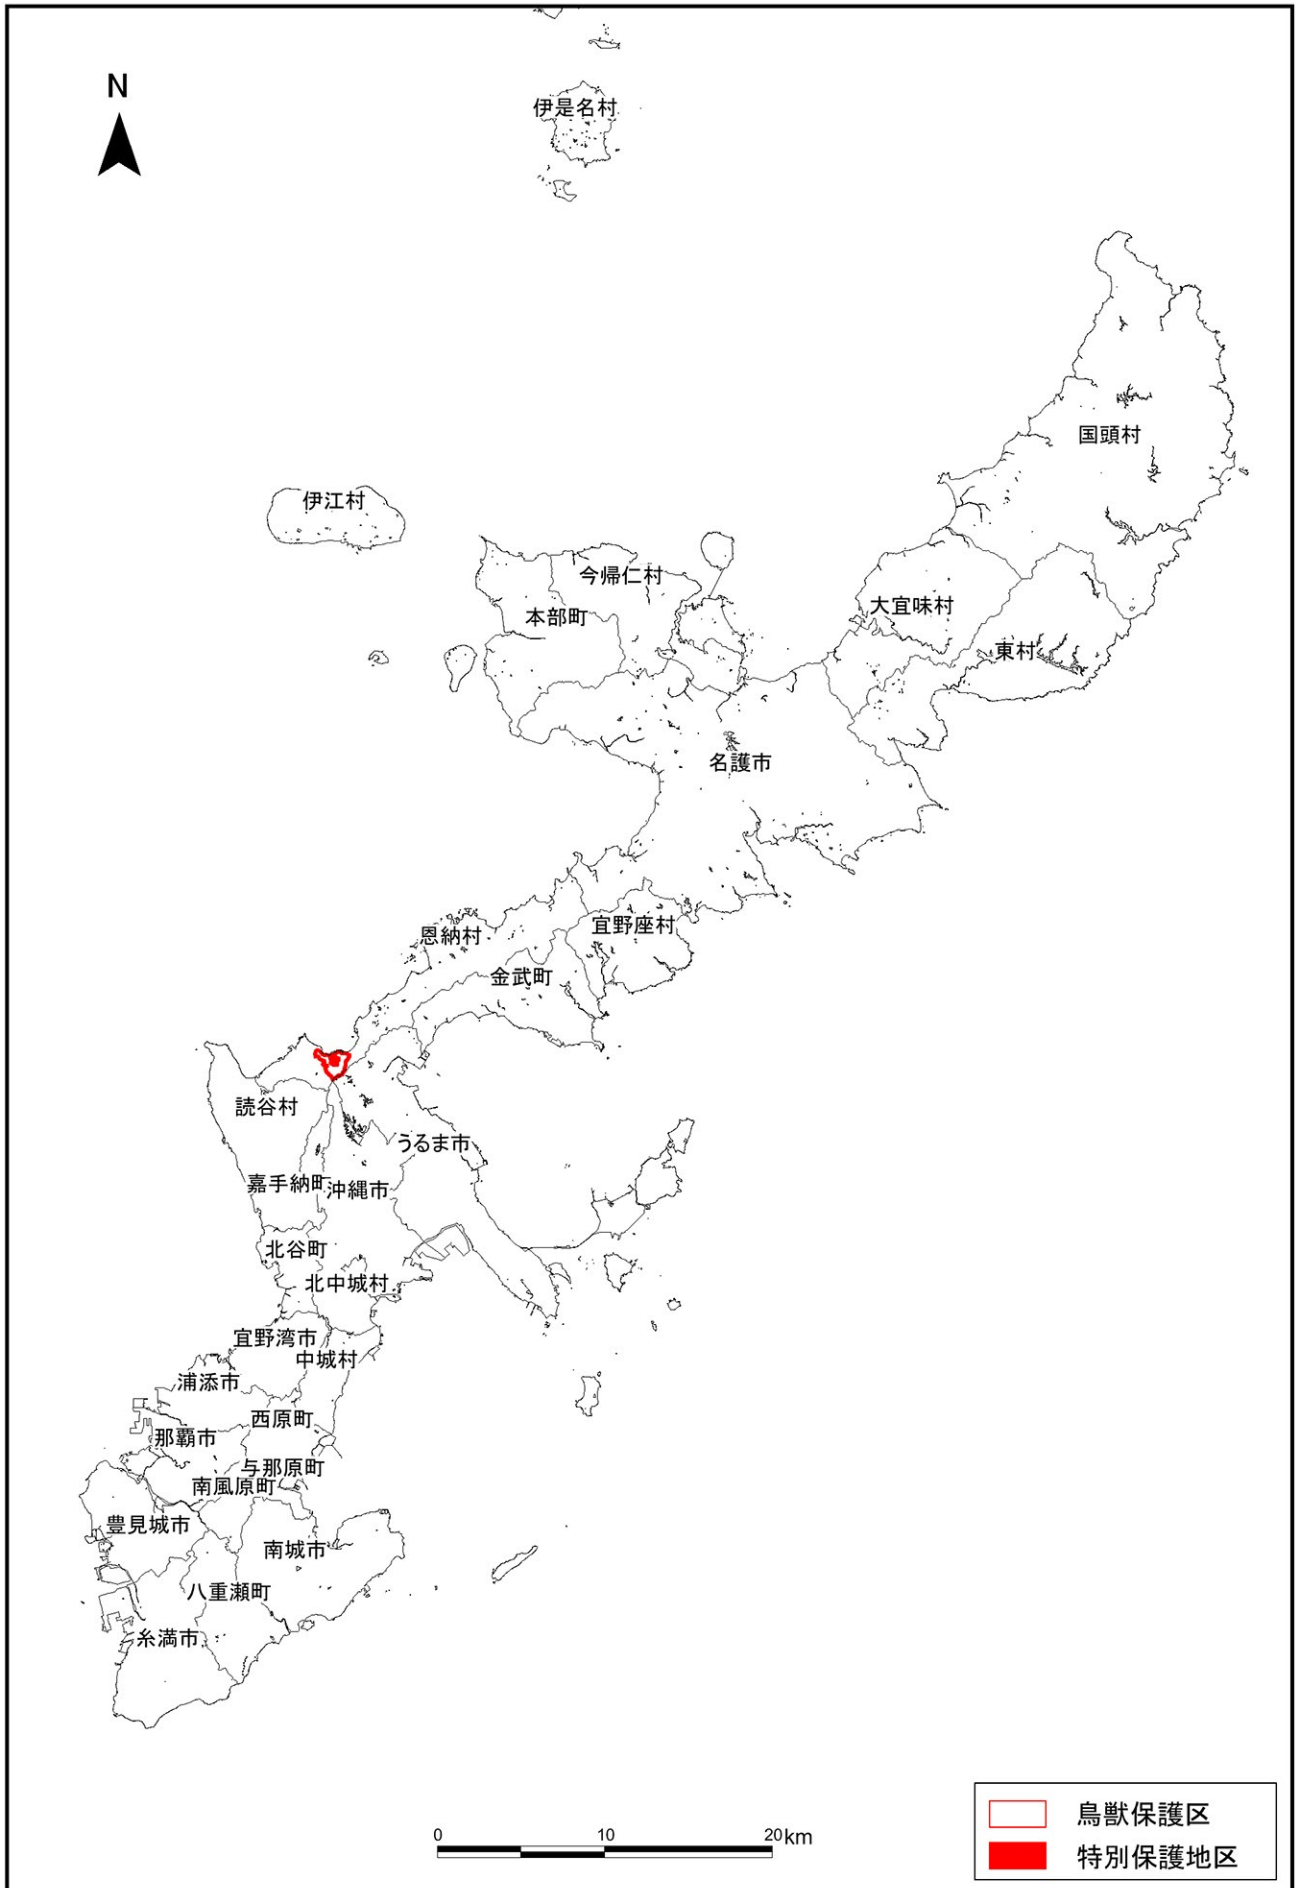 N
伊是名村
国頭村
伊江村
今帰仁村
大宜味村
本部町
東村
名護市
宜野座村
恩納村
金武町
読谷村
うるま市
嘉手納町
沖縄市
北谷町
北中城村
宜野湾市
中城村
浦添市
西原町
那覇市
与那原町
南風原町
豊見城市
南城市
八重瀬町
糸満市
0 10 20km
鳥獣保護区
特別保護地区